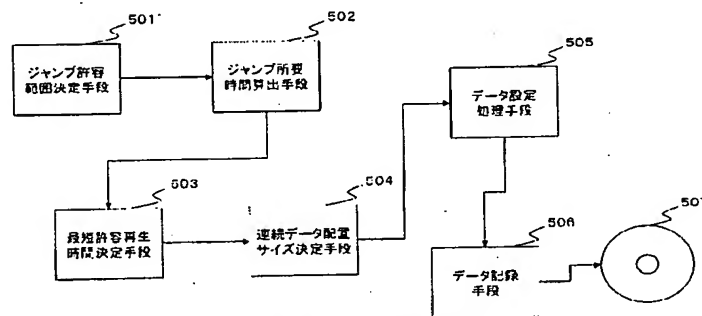 501
ジャンプ許容
範囲決定手段
502
ジャンプ所要
時間算出手段
503
最短許容再生
時間決定手段
504
連続データ配置
サイズ決定手段
505
データ設定
処理手段
506
データ記録
手段